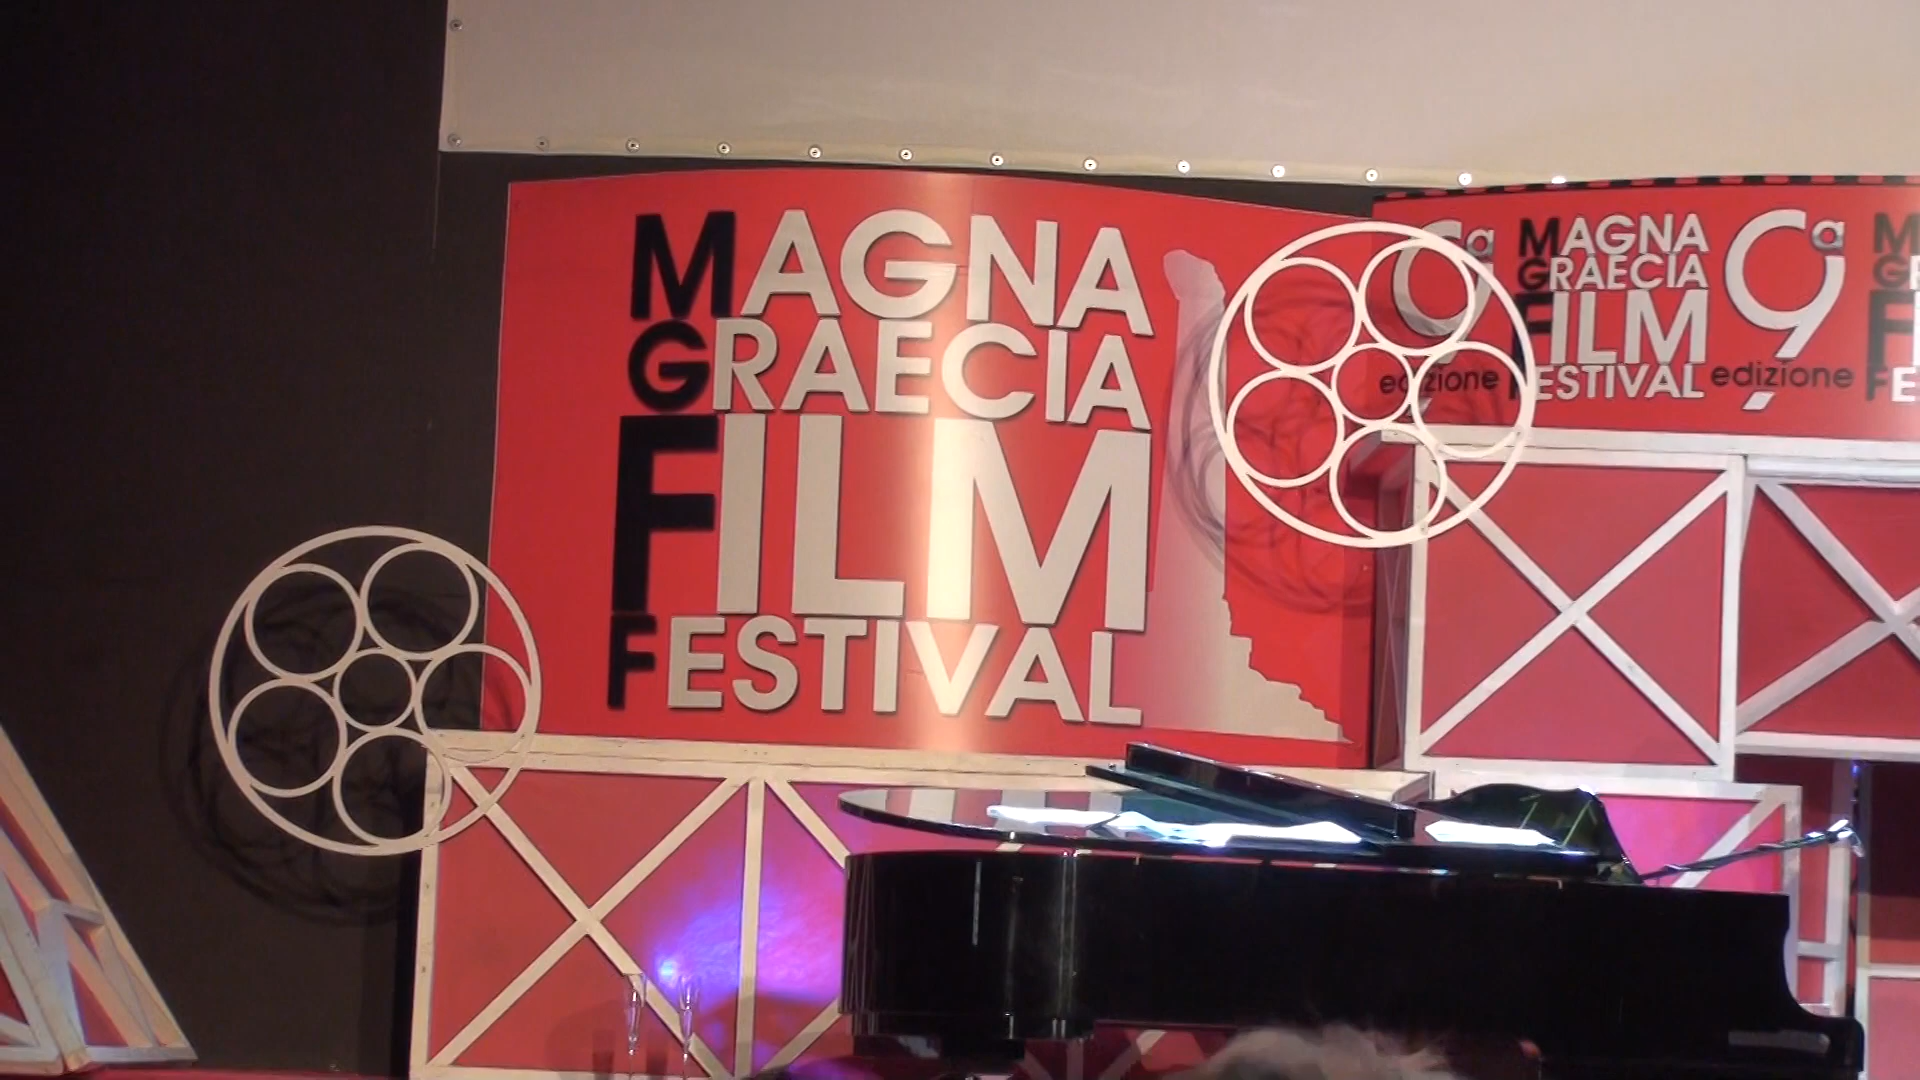 MAGNA
GRAECIA
FILM
FESTIVAL
9a
edizione
MAGNA
GRAECIA
FILM
FESTIVAL
9a
edizione